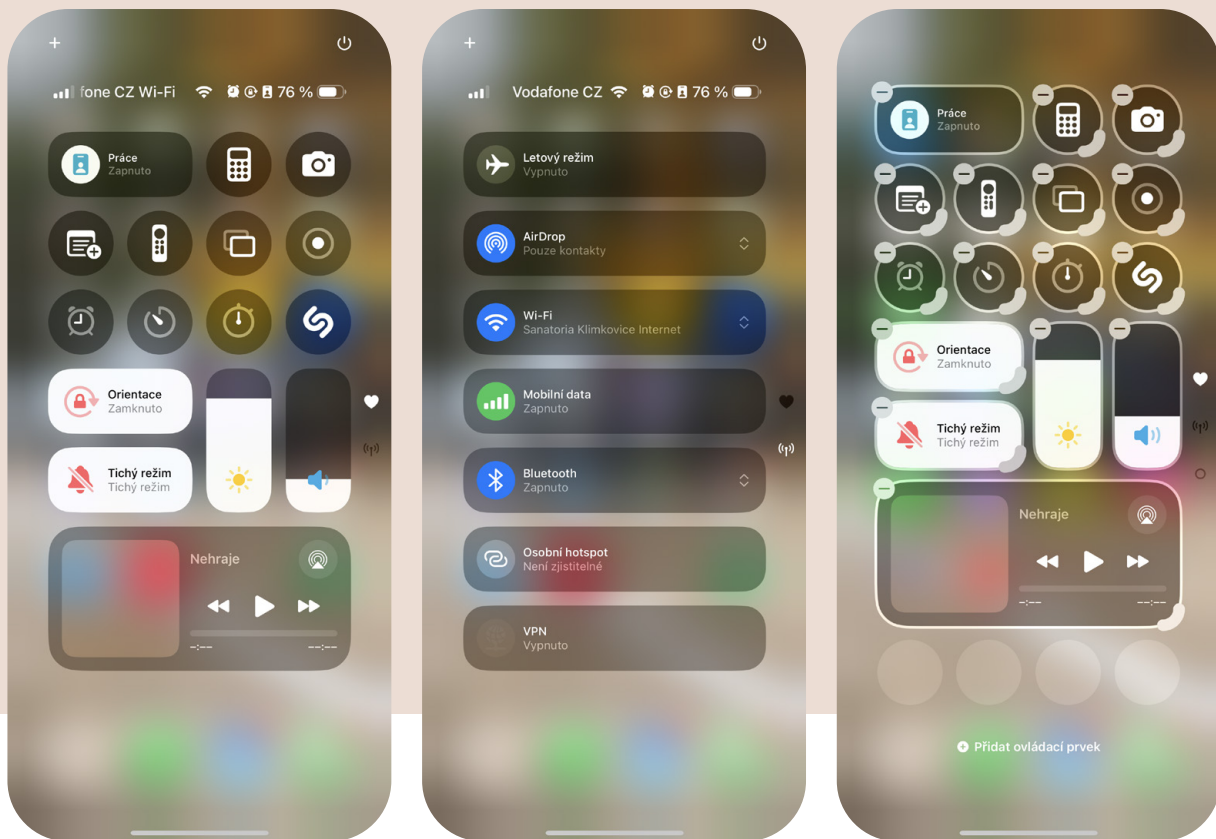 fone CZ Wi-Fi 76 %
Práce
Zapnuto
Orientace
Zamknuto
Tichý režim
Tichý režim
Nehraje
-:--
--:--
Vodafone CZ 76 %
Letový režim
Vypnuto
AirDrop
Pouze kontakty
Wi-Fi
Sanatoria Klimkovice Internet
Mobilní data
Zapnuto
Bluetooth
Zapnuto
Osobní hotspot
Není zjistitelné
VPN
Vypnuto
Práce
Zapnuto
Orientace
Zamknuto
Tichý režim
Tichý režim
Nehraje
-:--
--:--
Přidat ovládací prvek